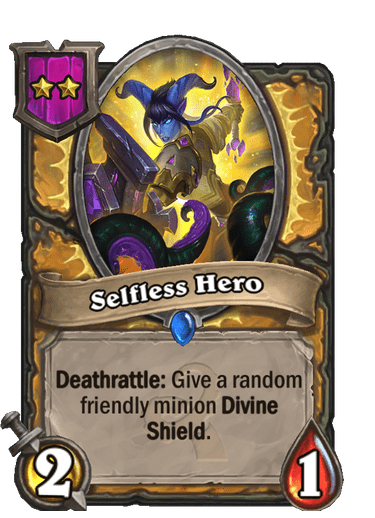 Selfless Hero
Deathrattle: Give a random
friendly minion Divine
Shield.
2
1